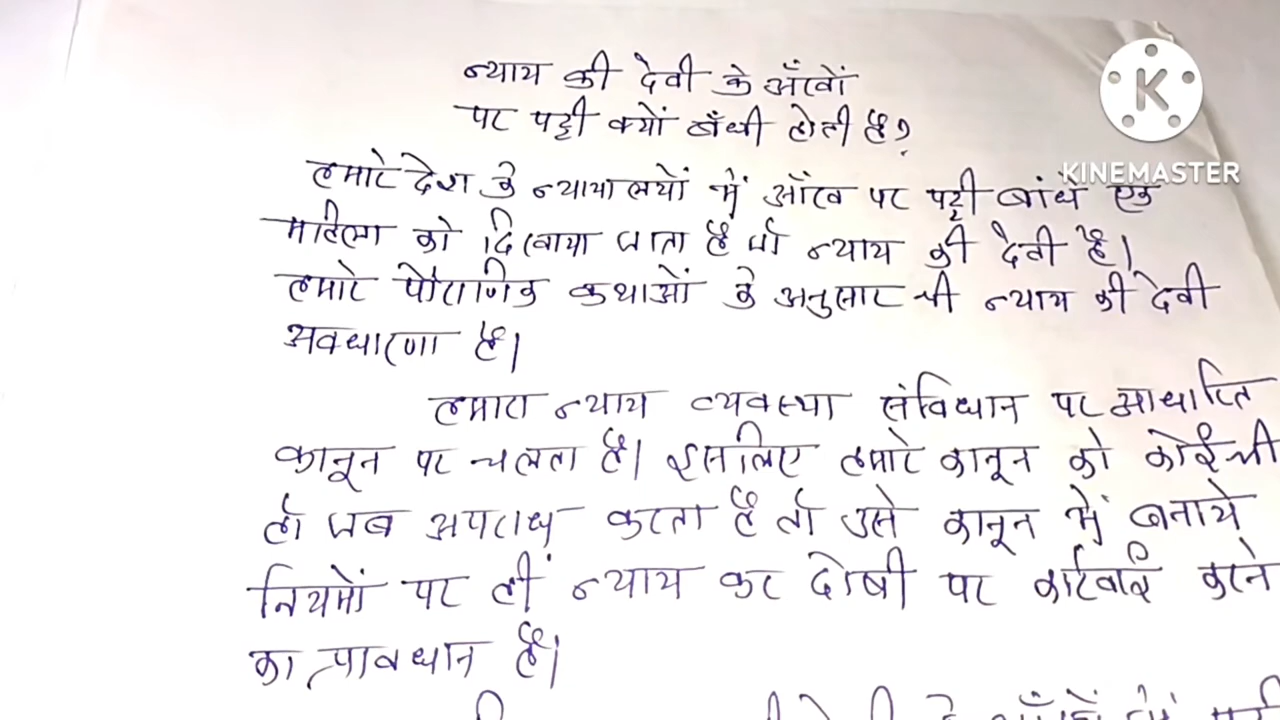 न्याय की देवी के आँखों
पर पट्टी क्यों बँधी होती है?
KINEMASTER
हमारे देश के न्यायालयों में आँख पर पट्टी बांधे एक
महिला को दिखाया जाता है जो न्याय की देवी है।
हमारे पौराणिक कथाओं के अनुसार भी न्याय की देवी
अवधारणा है।
हमारा न्याय व्यवस्था संविधान पर आधारित
कानून पर चलता है। इसलिए हमारे कानून को कोई भी
हो जब अपराध करता है तो उसे कानून में बनाये
नियमों पर हीं न्याय कर दोषी पर कार्रवाई करने
का प्रावधान है।